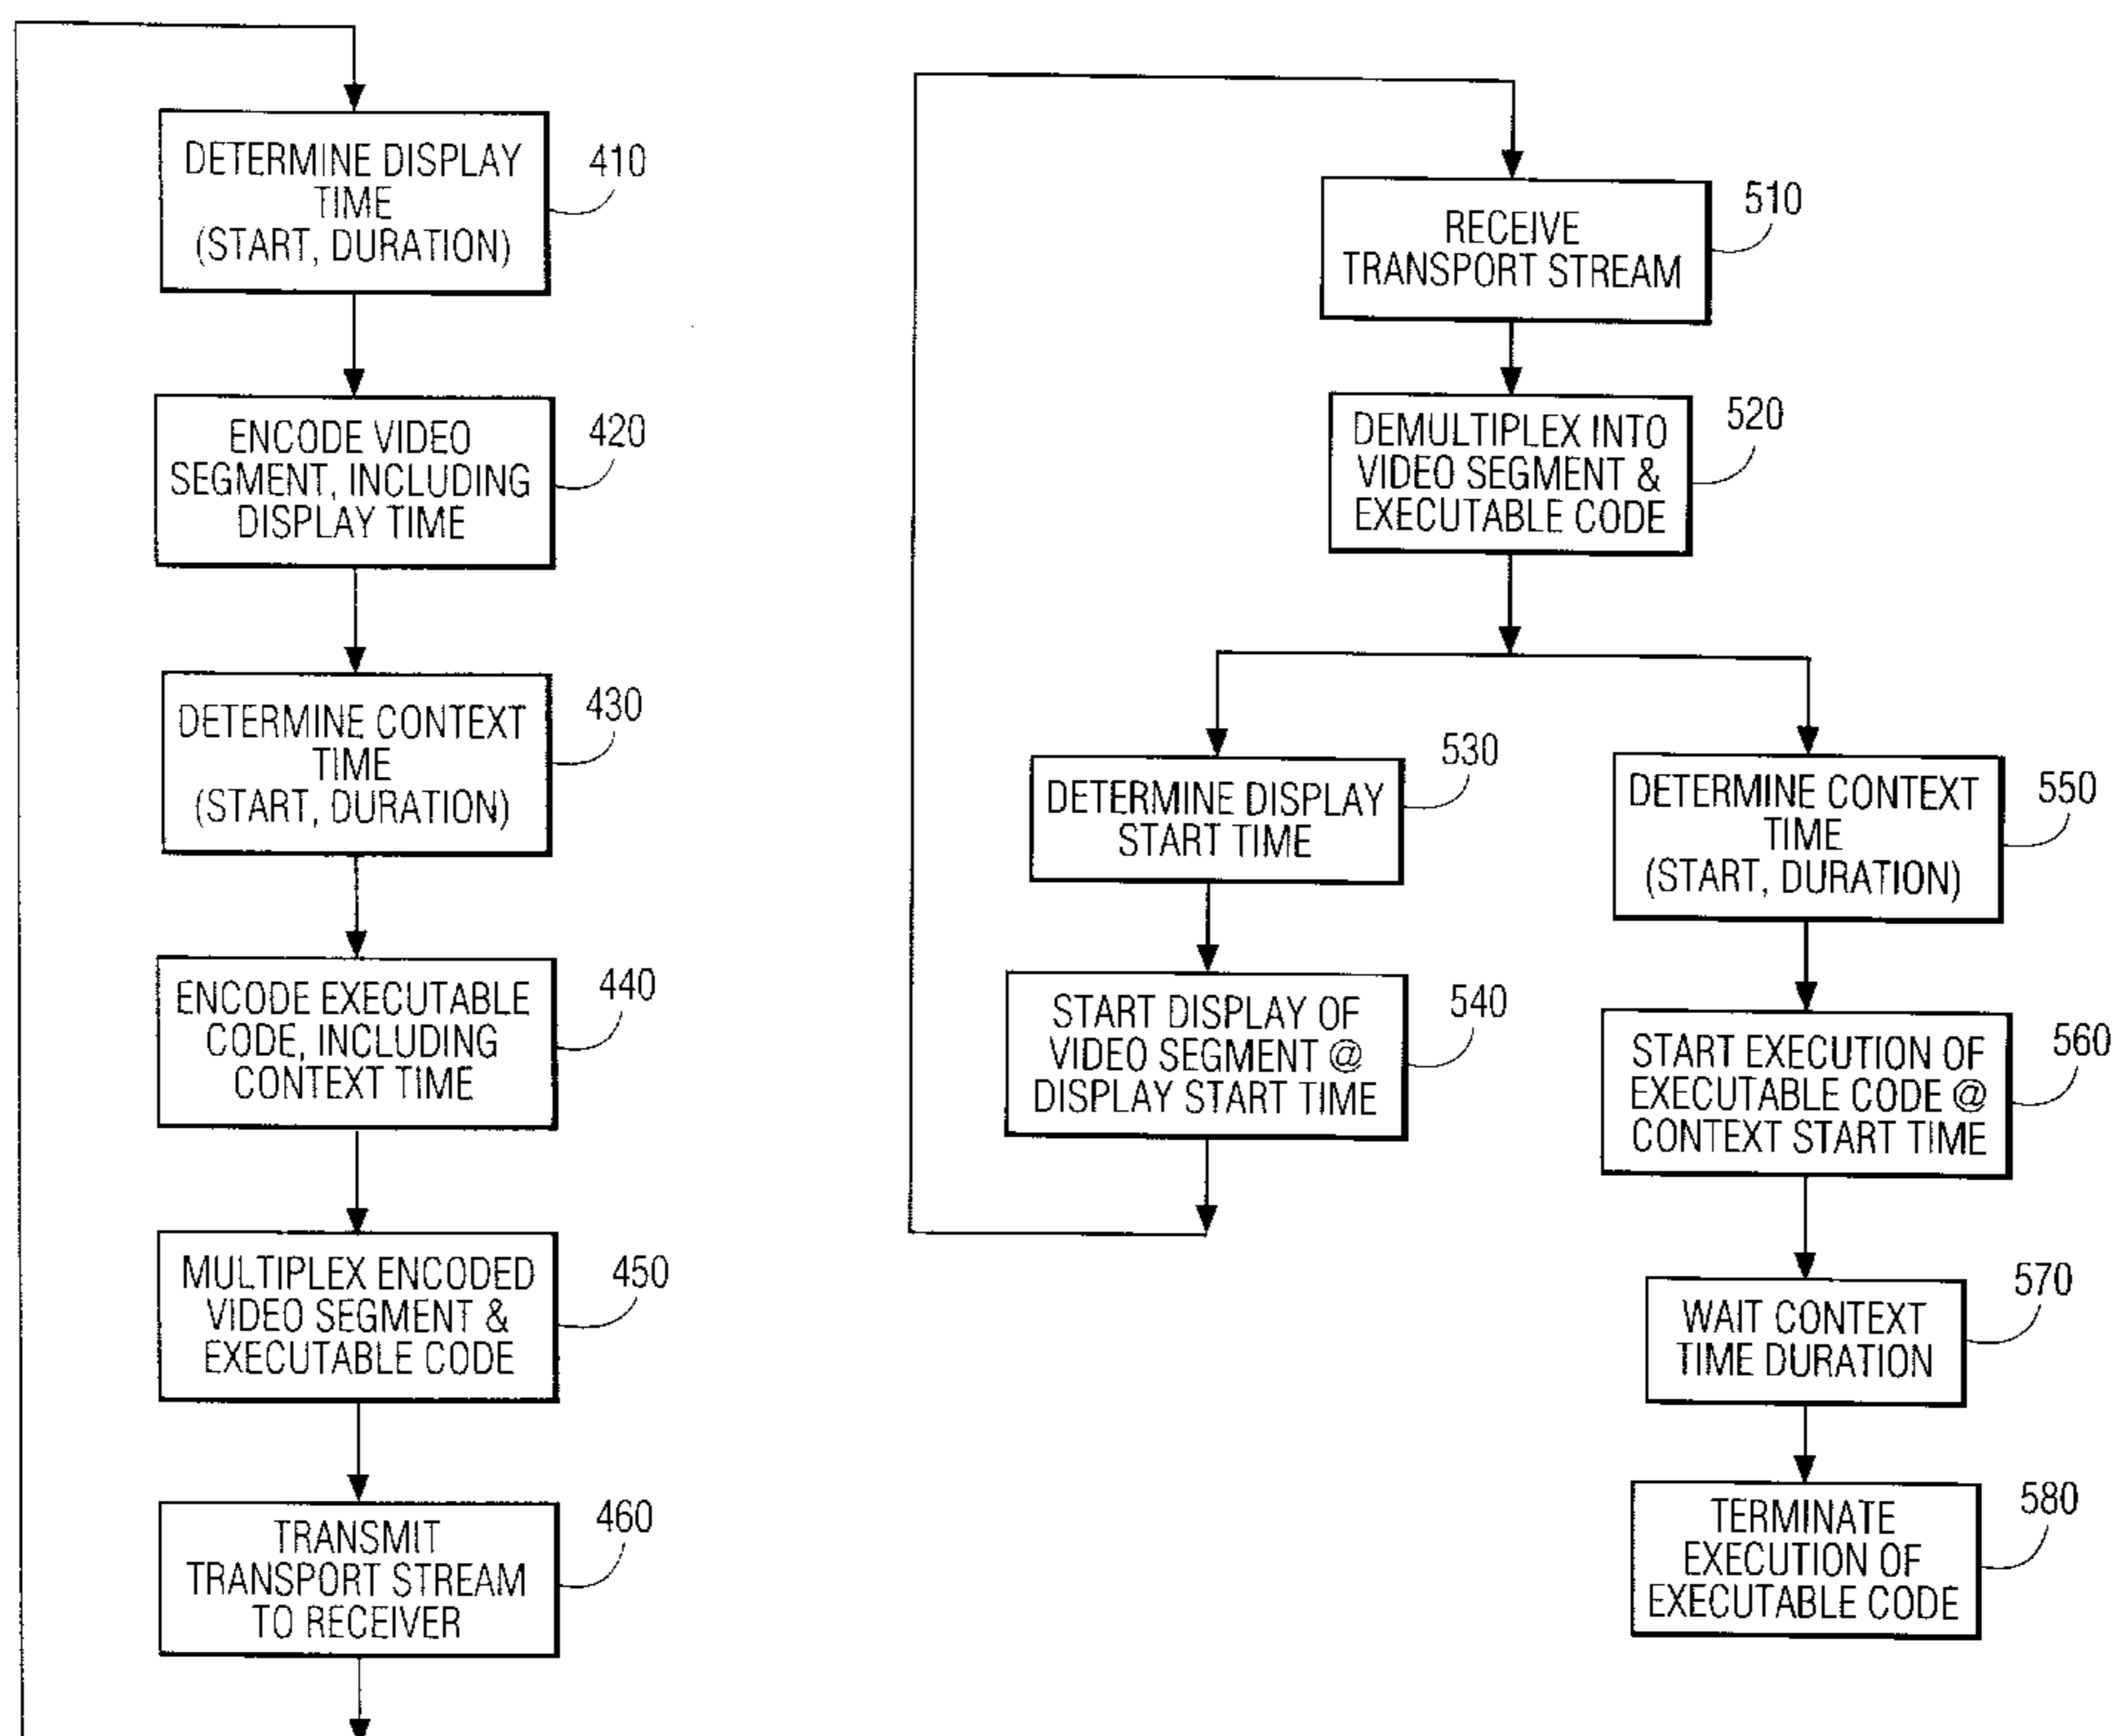 DETERMINE DISPLAY
TIME
(START, DURATION)
410
ENCODE VIDEO
SEGMENT, INCLUDING
DISPLAY TIME
420
DETERMINE CONTEXT
TIME
(START, DURATION)
430
ENCODE EXECUTABLE
CODE, INCLUDING
CONTEXT TIME
440
MULTIPLEX ENCODED
VIDEO SEGMENT &
EXECUTABLE CODE
450
TRANSMIT
TRANSPORT STREAM
TO RECEIVER
460
RECEIVE
TRANSPORT STREAM
510
DEMULTIPLEX INTO
VIDEO SEGMENT &
EXECUTABLE CODE
520
DETERMINE DISPLAY
START TIME
530
START DISPLAY OF
VIDEO SEGMENT @
DISPLAY START TIME
540
DETERMINE CONTEXT
TIME
(START, DURATION)
550
START EXECUTION OF
EXECUTABLE CODE @
CONTEXT START TIME
560
WAIT CONTEXT
TIME DURATION
570
TERMINATE
EXECUTION OF
EXECUTABLE CODE
580